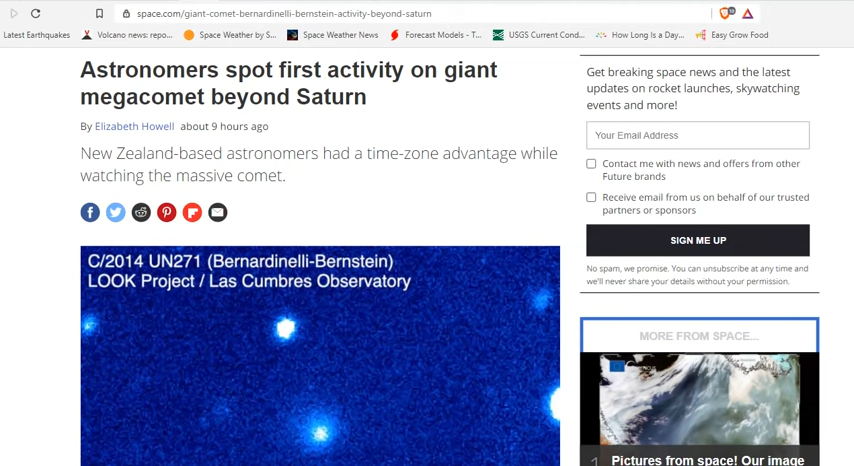 space.com/giant-comet-bernardinelli-bernstein-activity-beyond-saturn
Latest Earthquakes
Volcano news: repo...
Space Weather by S...
Space Weather News
Forecast Models - T...
USGS Current Cond...
How Long Is a Day...
Easy Grow Food
Astronomers spot first activity on giant
megacomet beyond Saturn
By Elizabeth Howell about 9 hours ago
New Zealand-based astronomers had a time-zone advantage while
watching the massive comet.
C/2014 UN271 (Bernardinelli-Bernstein)
LOOK Project / Las Cumbres Observatory
Get breaking space news and the latest
updates on rocket launches, skywatching
events and more!
Your Email Address
Contact me with news and offers from other
Future brands
Receive email from us on behalf of our trusted
partners or sponsors
SIGN ME UP
No spam, we promise. You can unsubscribe at any time and
we'll never share your details without your permission.
MORE FROM SPACE...
1 Pictures from space! Our image